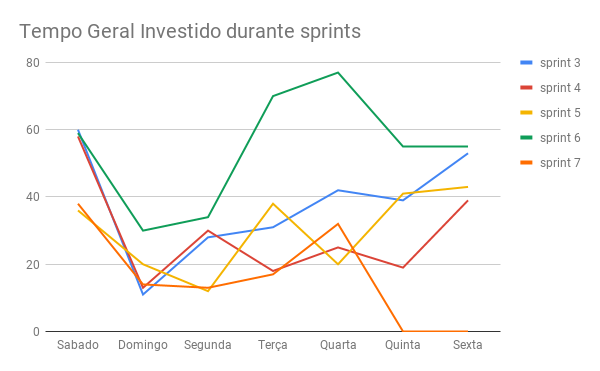 Tempo Geral Investido durante sprints
80
60
40
20
0
Sabado Domingo Segunda Terça Quarta Quinta Sexta
sprint 3
sprint 4
sprint 5
sprint 6
sprint 7